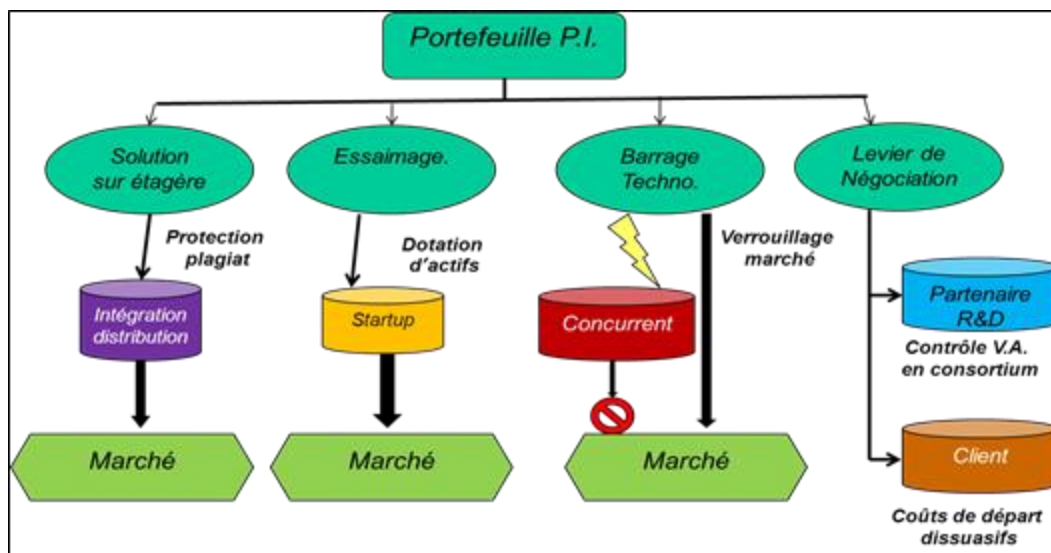 Portefeuille P.I.
Solution
sur étagère
Essaimage.
Barrage
Techno.
Levier de
Négociation
Protection
plagiat
Dotation
d'actifs
Verrouillage
marché
Intégration
distribution
Startup
Concurrent
Partenaire
R&D
Contrôle V.A.
en consortium
Marché
Marché
Marché
Client
Coûts de départ
dissuasifs